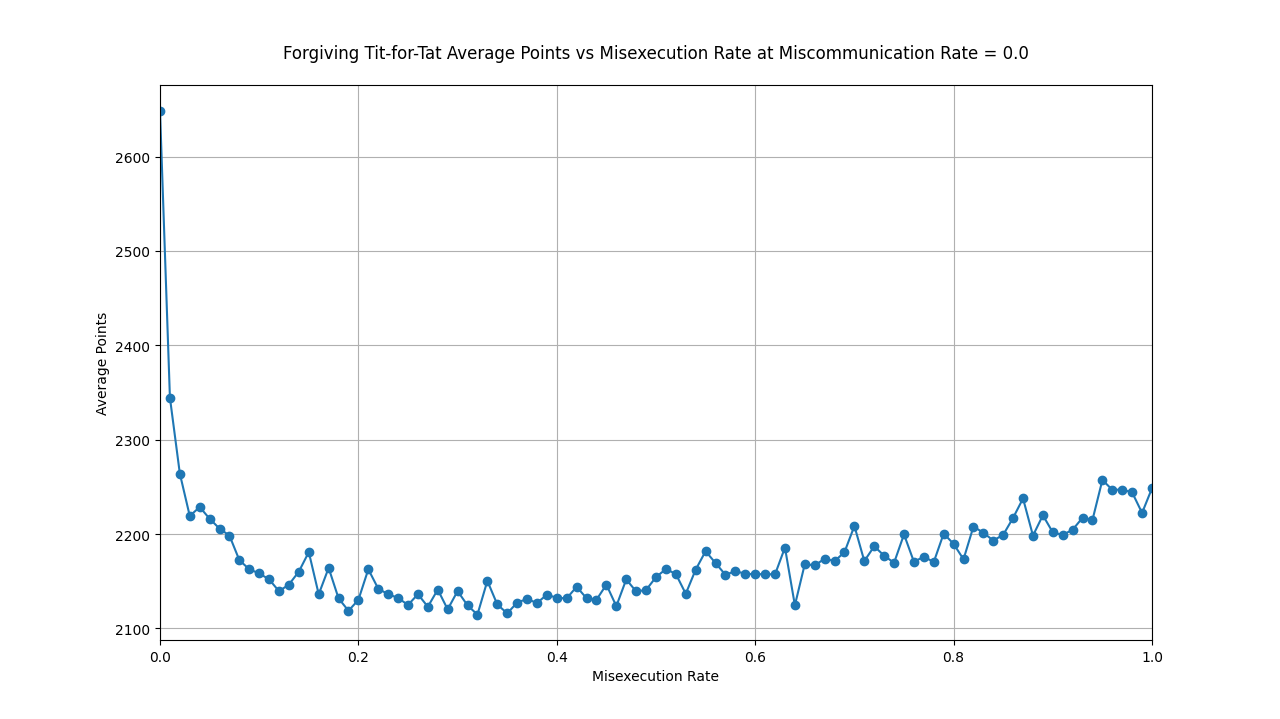 Forgiving Tit-for-Tat Average Points vs Misexecution Rate at Miscommunication Rate = 0.0
2600
2500
2400
2300
2200
2100
Average Points
0.0 0.2 0.4 0.6 0.8 1.0
Misexecution Rate